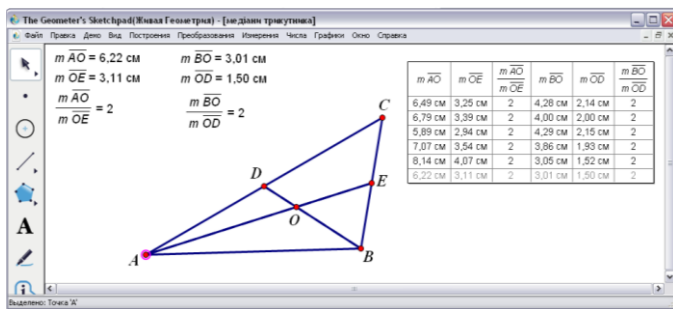 The Geometer's Sketchpad(Живая Геометрия) - [медіани трикутника]
Файл Правка Демо Вид Построения Преобразования Измерения Числа Графики Окно Справка
m AO = 6,22 см m BO = 3,01 см
m OE = 3,11 см m OD = 1,50 см
m AO / m OE = 2 m BO / m OD = 2
m AO m OE m AO / m OE m BO m OD m BO / m OD
6,49 см 3,25 см 2 4,28 см 2,14 см 2
6,79 см 3,39 см 2 4,00 см 2,00 см 2
5,89 см 2,94 см 2 4,29 см 2,15 см 2
7,07 см 3,54 см 2 3,86 см 1,93 см 2
8,14 см 4,07 см 2 3,05 см 1,52 см 2
6,22 см 3,11 см 2 3,01 см 1,50 см 2
C
D
E
O
A
B
A
Выделено: Точка 'A'